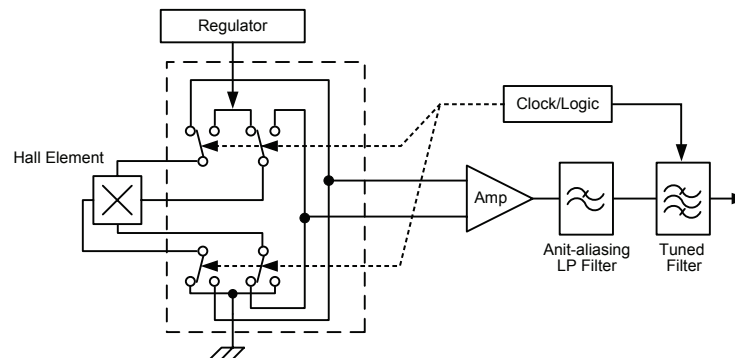 Regulator
Clock/Logic
Hall Element
Amp
Anit-aliasing
LP Filter
Tuned
Filter